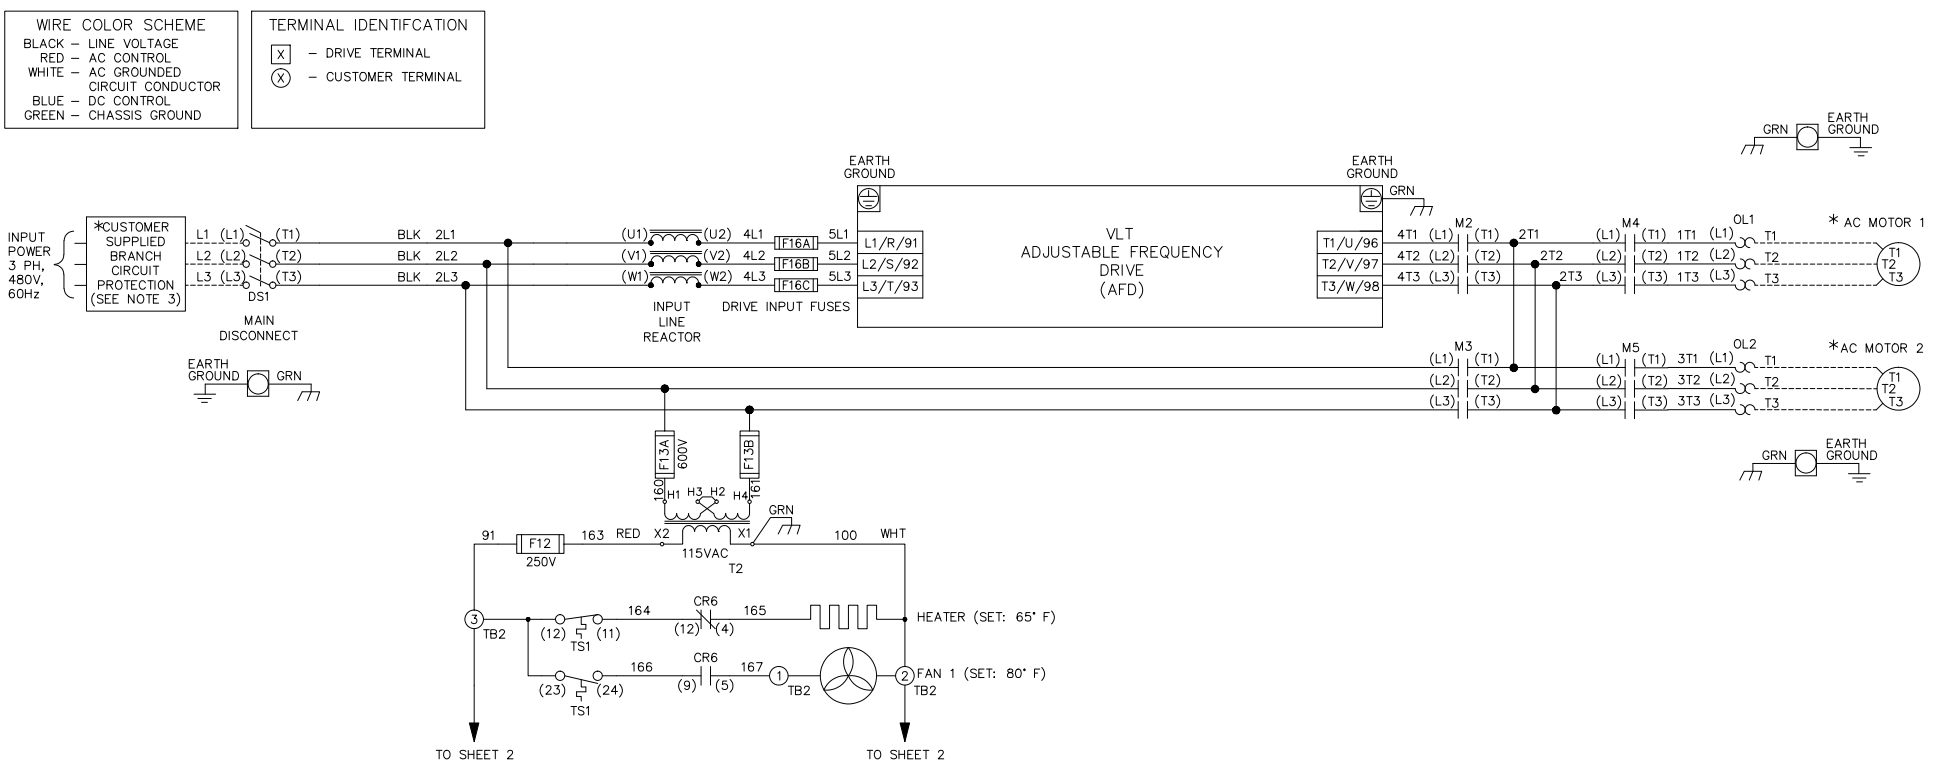 WIRE COLOR SCHEME
BLACK – LINE VOLTAGE
RED – AC CONTROL
WHITE – AC GROUNDED
CIRCUIT CONDUCTOR
BLUE – DC CONTROL
GREEN – CHASSIS GROUND
TERMINAL IDENTIFCATION
X – DRIVE TERMINAL
X – CUSTOMER TERMINAL
GRN
EARTH
GROUND
EARTH
GROUND
EARTH
GROUND
GRN
INPUT
POWER
3 PH,
480V,
60Hz
*CUSTOMER
SUPPLIED
BRANCH
CIRCUIT
PROTECTION
(SEE NOTE 3)
L1 (L1) (T1) BLK 2L1 (U1) (U2) 4L1 F16A 5L1 L1/R/91
L2 (L2) (T2) BLK 2L2 (V1) (V2) 4L2 F16B 5L2 L2/S/92
L3 (L3) (T3) BLK 2L3 (W1) (W2) 4L3 F16C 5L3 L3/T/93
DS1
MAIN
DISCONNECT
INPUT
LINE
REACTOR
DRIVE INPUT FUSES
VLT
ADJUSTABLE FREQUENCY
DRIVE
(AFD)
M2 M4 OL1 * AC MOTOR 1
T1/U/96 4T1 (L1) (T1) 2T1 (L1) (T1) 1T1 (L1) T1 T1
T2/V/97 4T2 (L2) (T2) 2T2 (L2) (T2) 1T2 (L2) T2 T2
T3/W/98 4T3 (L3) (T3) 2T3 (L3) (T3) 1T3 (L3) T3 T3
EARTH
GROUND
GRN
M3 M5 OL2 *AC MOTOR 2
(L1) (T1) (L1) (T1) 3T1 (L1) T1 T1
(L2) (T2) (L2) (T2) 3T2 (L2) T2 T2
(L3) (T3) (L3) (T3) 3T3 (L3) T3 T3
GRN
EARTH
GROUND
F13A
600V
F13B
160
161
H1 H3 H2 H4
GRN
91 F12 163 RED X2 X1 100 WHT
250V
115VAC
T2
3
TB2
(12) (11) 164 CR6 (12) (4) 165 HEATER (SET: 65° F)
TS1
(23) (24) 166 CR6 (9) (5) 167 1 TB2 2 TB2 FAN 1 (SET: 80° F)
TS1
TO SHEET 2
TO SHEET 2